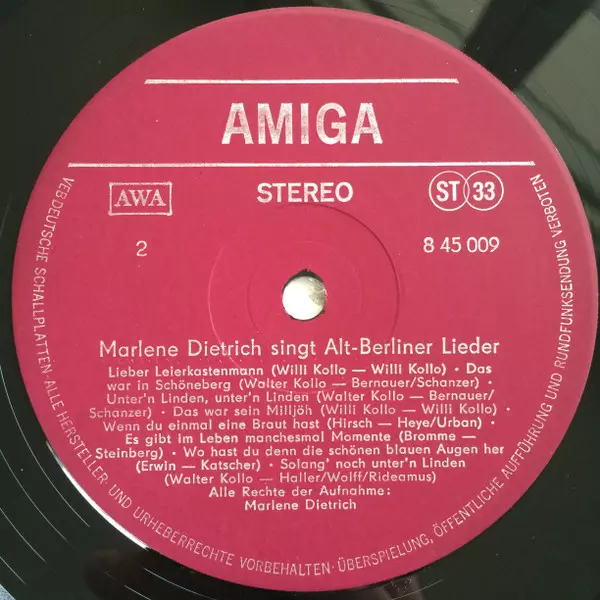 AMIGA
AWA
STEREO
ST 33
2
8 45 009
Marlene Dietrich singt Alt-Berliner Lieder
Lieber Leierkastenmann (Willi Kollo — Willi Kollo) · Das
war in Schöneberg (Walter Kollo — Bernauer/Schanzer) ·
Unter'n Linden, unter'n Linden (Walter Kollo — Bernauer/
Schanzer) · Das war sein Milljöh (Willi Kollo — Willi Kollo) ·
Wenn du einmal eine Braut hast (Hirsch — Heye/Urban) ·
Es gibt im Leben manchesmal Momente (Bromme —
Steinberg) · Wo hast du denn die schönen blauen Augen her
(Erwin — Katscher) · Solang' noch unter'n Linden
(Walter Kollo — Haller/Wolff/Rideamus)
Alle Rechte der Aufnahme:
Marlene Dietrich
VEB DEUTSCHE SCHALLPLATTEN · ALLE HERSTELLER- UND URHEBERRECHTE VORBEHALTEN · ÜBERSPIELUNG, ÖFFENTLICHE AUFFÜHRUNG UND RUNDFUNKSENDUNG VERBOTEN